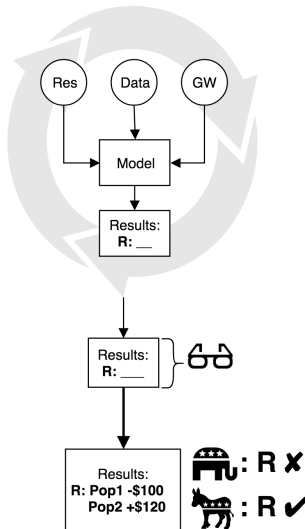 Res
Data
GW
Model
Results:
R: __
Results:
R: ___
Results:
R: Pop1 -$100
Pop2 +$120
: R ✗
: R ✔